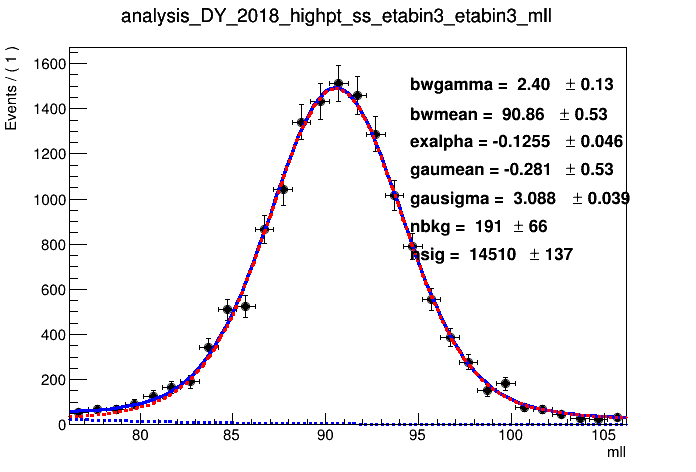 analysis_DY_2018_highpt_ss_etabin3_etabin3_mll
Events / ( 1 )
1600
1400
1200
1000
800
600
400
200
0
bwgamma = 2.40 ± 0.13
bwmean = 90.86 ± 0.53
exalpha = -0.1255 ± 0.046
gaumean = -0.281 ± 0.53
gausigma = 3.088 ± 0.039
nbkg = 191 ± 66
nsig = 14510 ± 137
80 85 90 95 100 105
mll